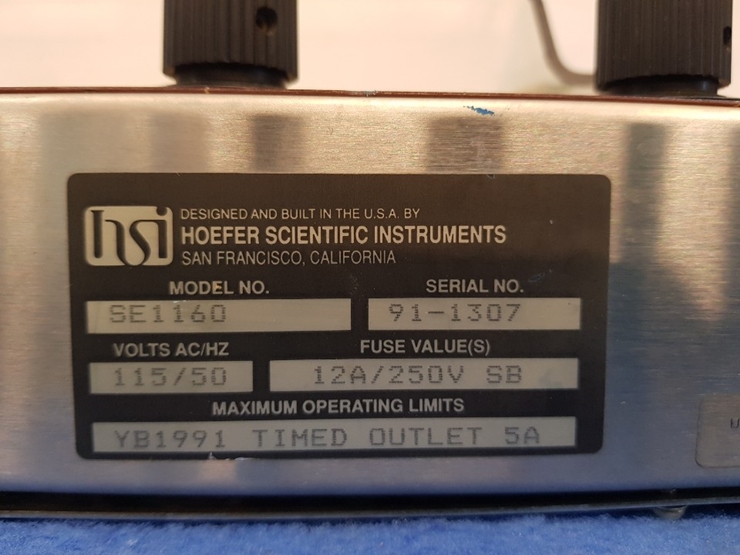 hsi
DESIGNED AND BUILT IN THE U.S.A. BY
HOEFER SCIENTIFIC INSTRUMENTS
SAN FRANCISCO, CALIFORNIA
MODEL NO. SERIAL NO.
SE1160 91-1307
VOLTS AC/HZ FUSE VALUE(S)
115/50 12A/250V SB
MAXIMUM OPERATING LIMITS
YB1991 TIMED OUTLET 5A